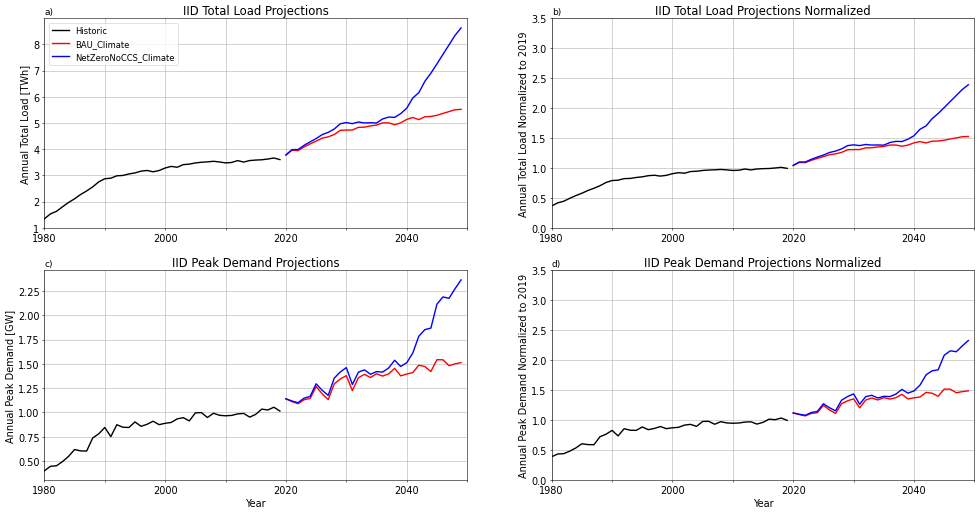 a)
IID Total Load Projections
Historic
BAU_Climate
NetZeroNoCCS_Climate
Annual Total Load [TWh]
8
7
6
5
4
3
2
1
1980
2000
2020
2040
b)
IID Total Load Projections Normalized
Annual Total Load Normalized to 2019
3.5
3.0
2.5
2.0
1.5
1.0
0.5
0.0
1980
2000
2020
2040
c)
IID Peak Demand Projections
Annual Peak Demand [GW]
2.25
2.00
1.75
1.50
1.25
1.00
0.75
0.50
1980
2000
2020
2040
Year
d)
IID Peak Demand Projections Normalized
Annual Peak Demand Normalized to 2019
3.5
3.0
2.5
2.0
1.5
1.0
0.5
0.0
1980
2000
2020
2040
Year